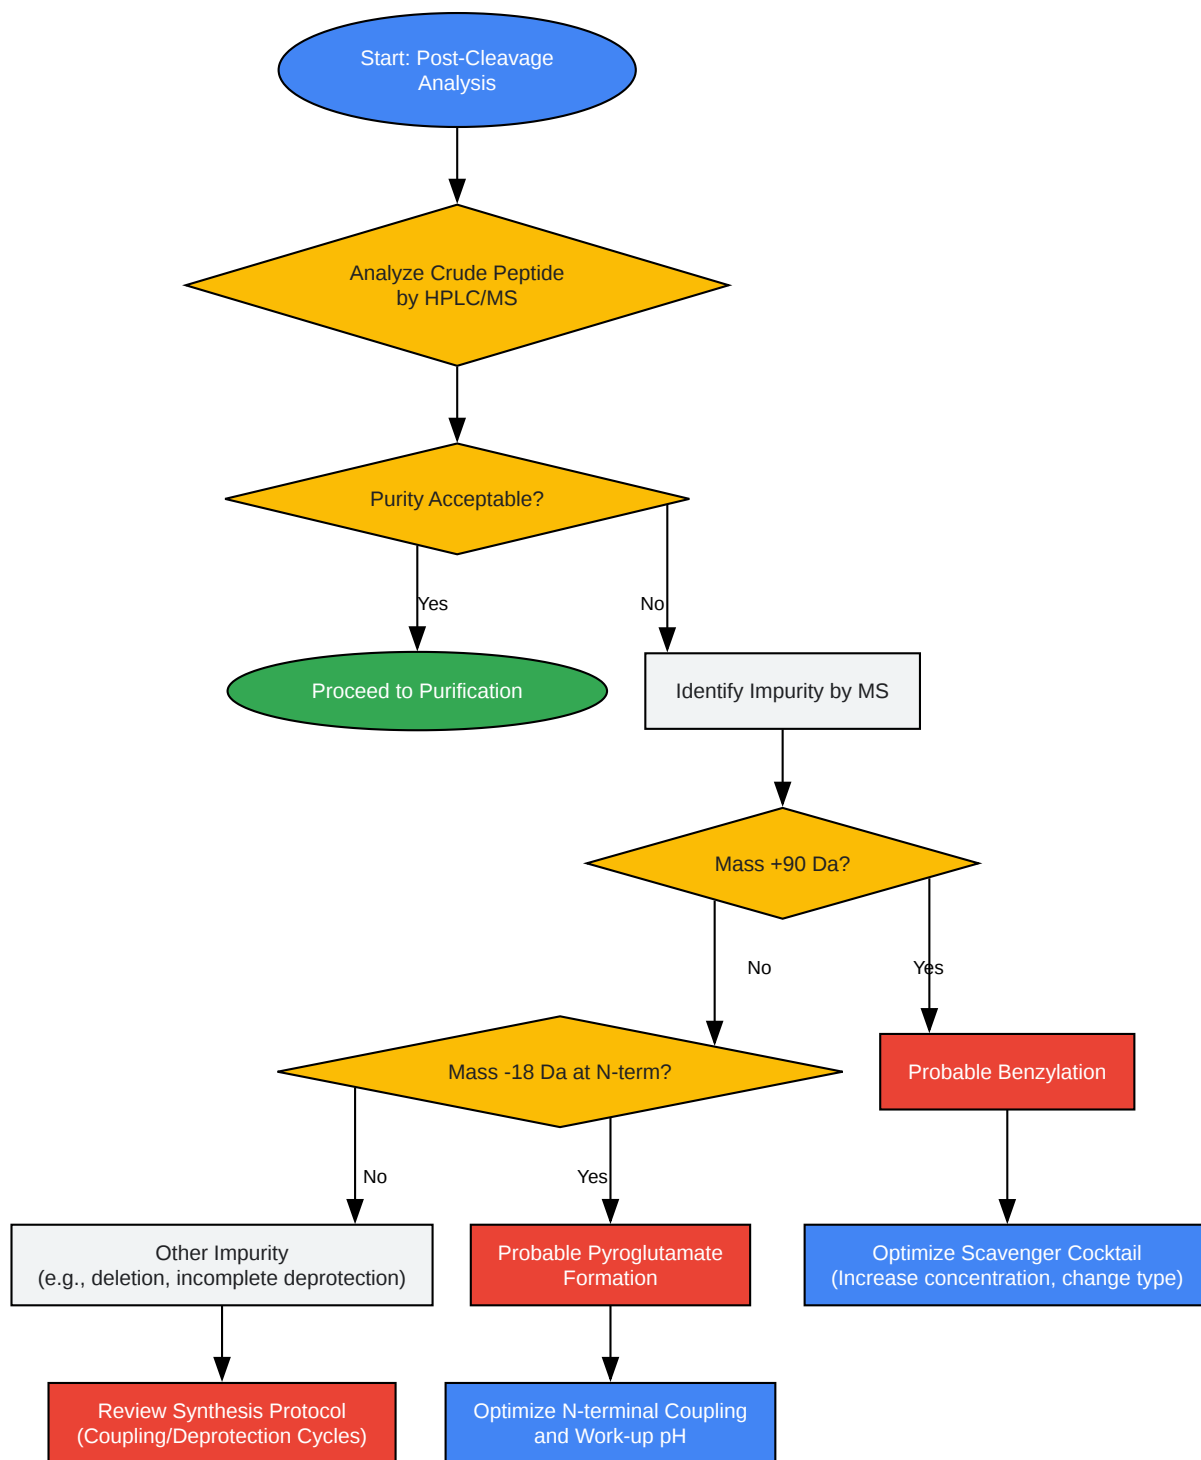 Start: Post-Cleavage
Analysis
Analyze Crude Peptide
by HPLC/MS
Purity Acceptable?
Yes
No
Proceed to Purification
Identify Impurity by MS
Mass +90 Da?
No
Yes
Mass -18 Da at N-term?
Probable Benzylation
No
Yes
Other Impurity
(e.g., deletion, incomplete deprotection)
Probable Pyroglutamate
Formation
Optimize Scavenger Cocktail
(Increase concentration, change type)
Review Synthesis Protocol
(Coupling/Deprotection Cycles)
Optimize N-terminal Coupling
and Work-up pH